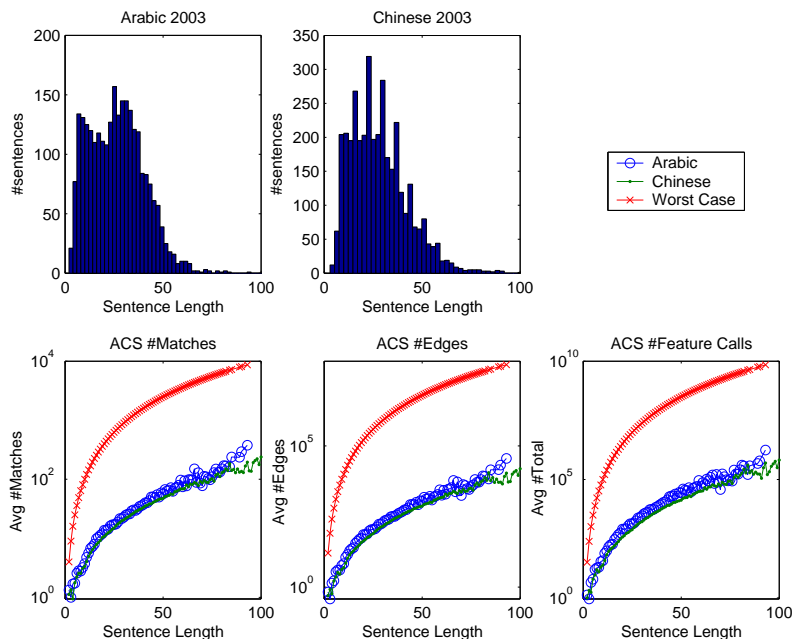 Arabic 2003
200
150
100
50
0
#sentences
0 50 100
Sentence Length
Chinese 2003
350
300
250
200
150
100
50
0
#sentences
0 50 100
Sentence Length
Arabic
Chinese
Worst Case
ACS #Matches
10^4
10^2
10^0
Avg #Matches
0 50 100
Sentence Length
ACS #Edges
10^5
10^0
Avg #Edges
0 50 100
Sentence Length
ACS #Feature Calls
10^10
10^5
10^0
Avg #Total
0 50 100
Sentence Length